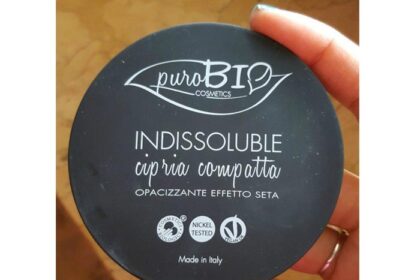 puroBIO
COSMETICS
INDISSOLUBLE
cipria compatta
OPACIZZANTE EFFETTO SETA
NICKEL
TESTED
Made in Italy